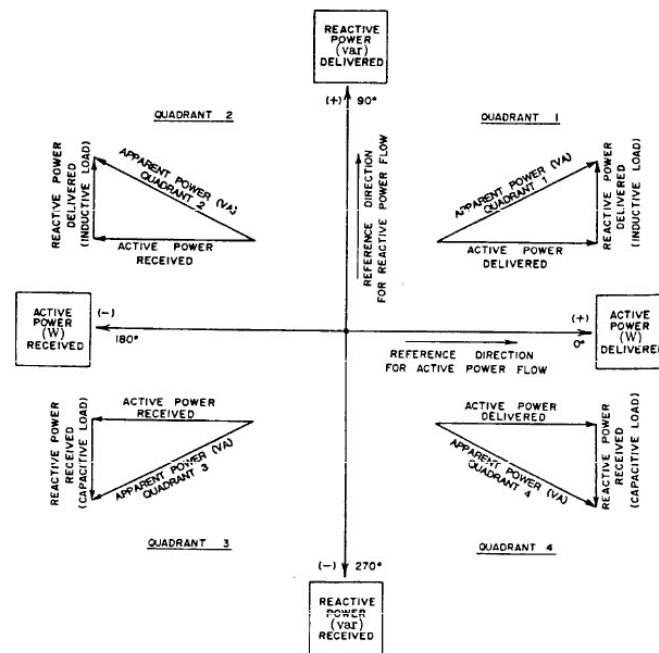 REACTIVE
POWER
(var)
DELIVERED
(+)
90°
QUADRANT 2
QUADRANT 1
REACTIVE POWER
DELIVERED
(INDUCTIVE LOAD)
APPARENT POWER (VA)
QUADRANT 2
ACTIVE POWER
RECEIVED
REFERENCE DIRECTION
FOR REACTIVE POWER FLOW
APPARENT POWER (VA)
QUADRANT 1
ACTIVE POWER
DELIVERED
REACTIVE POWER
DELIVERED
(INDUCTIVE LOAD)
ACTIVE
POWER
(W)
RECEIVED
(-)
180°
(+)
0°
ACTIVE
POWER
(W)
DELIVERED
REFERENCE DIRECTION
FOR ACTIVE POWER FLOW
REACTIVE POWER
RECEIVED
(CAPACITIVE LOAD)
ACTIVE POWER
RECEIVED
APPARENT POWER (VA)
QUADRANT 3
ACTIVE POWER
DELIVERED
APPARENT POWER (VA)
QUADRANT 4
REACTIVE POWER
RECEIVED
(CAPACITIVE LOAD)
QUADRANT 3
QUADRANT 4
(-)
270°
REACTIVE
POWER
(var)
RECEIVED